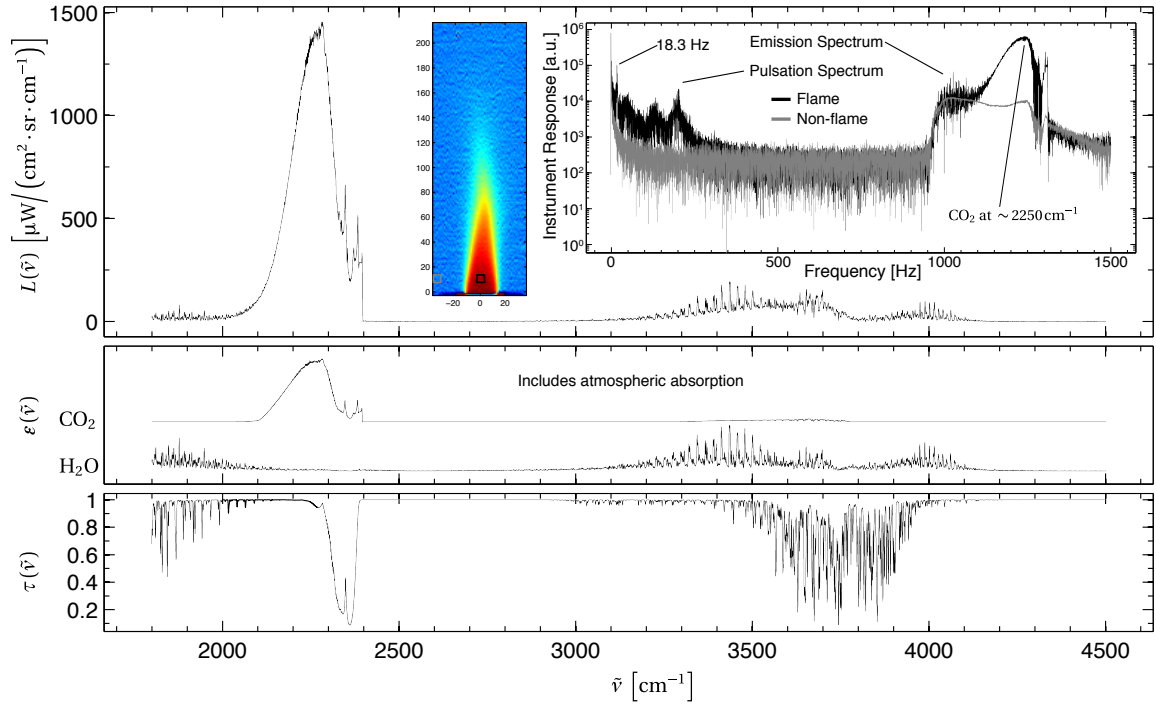 1500
1000
500
0
L(ν̃) [μW/(cm²·sr·cm⁻¹)]
220
200
180
160
140
120
100
80
60
40
20
0
−20 0 20
Instrument Response [a.u.]
10⁶
10⁵
10⁴
10³
10²
10¹
10⁰
18.3 Hz
Emission Spectrum
Pulsation Spectrum
Flame
Non-flame
CO₂ at ∼2250 cm⁻¹
0 500 1000 1500
Frequency [Hz]
ε(ν̃)
CO₂
H₂O
Includes atmospheric absorption
τ(ν̃)
1
0.8
0.6
0.4
0.2
2000 2500 3000 3500 4000 4500
ν̃ [cm⁻¹]